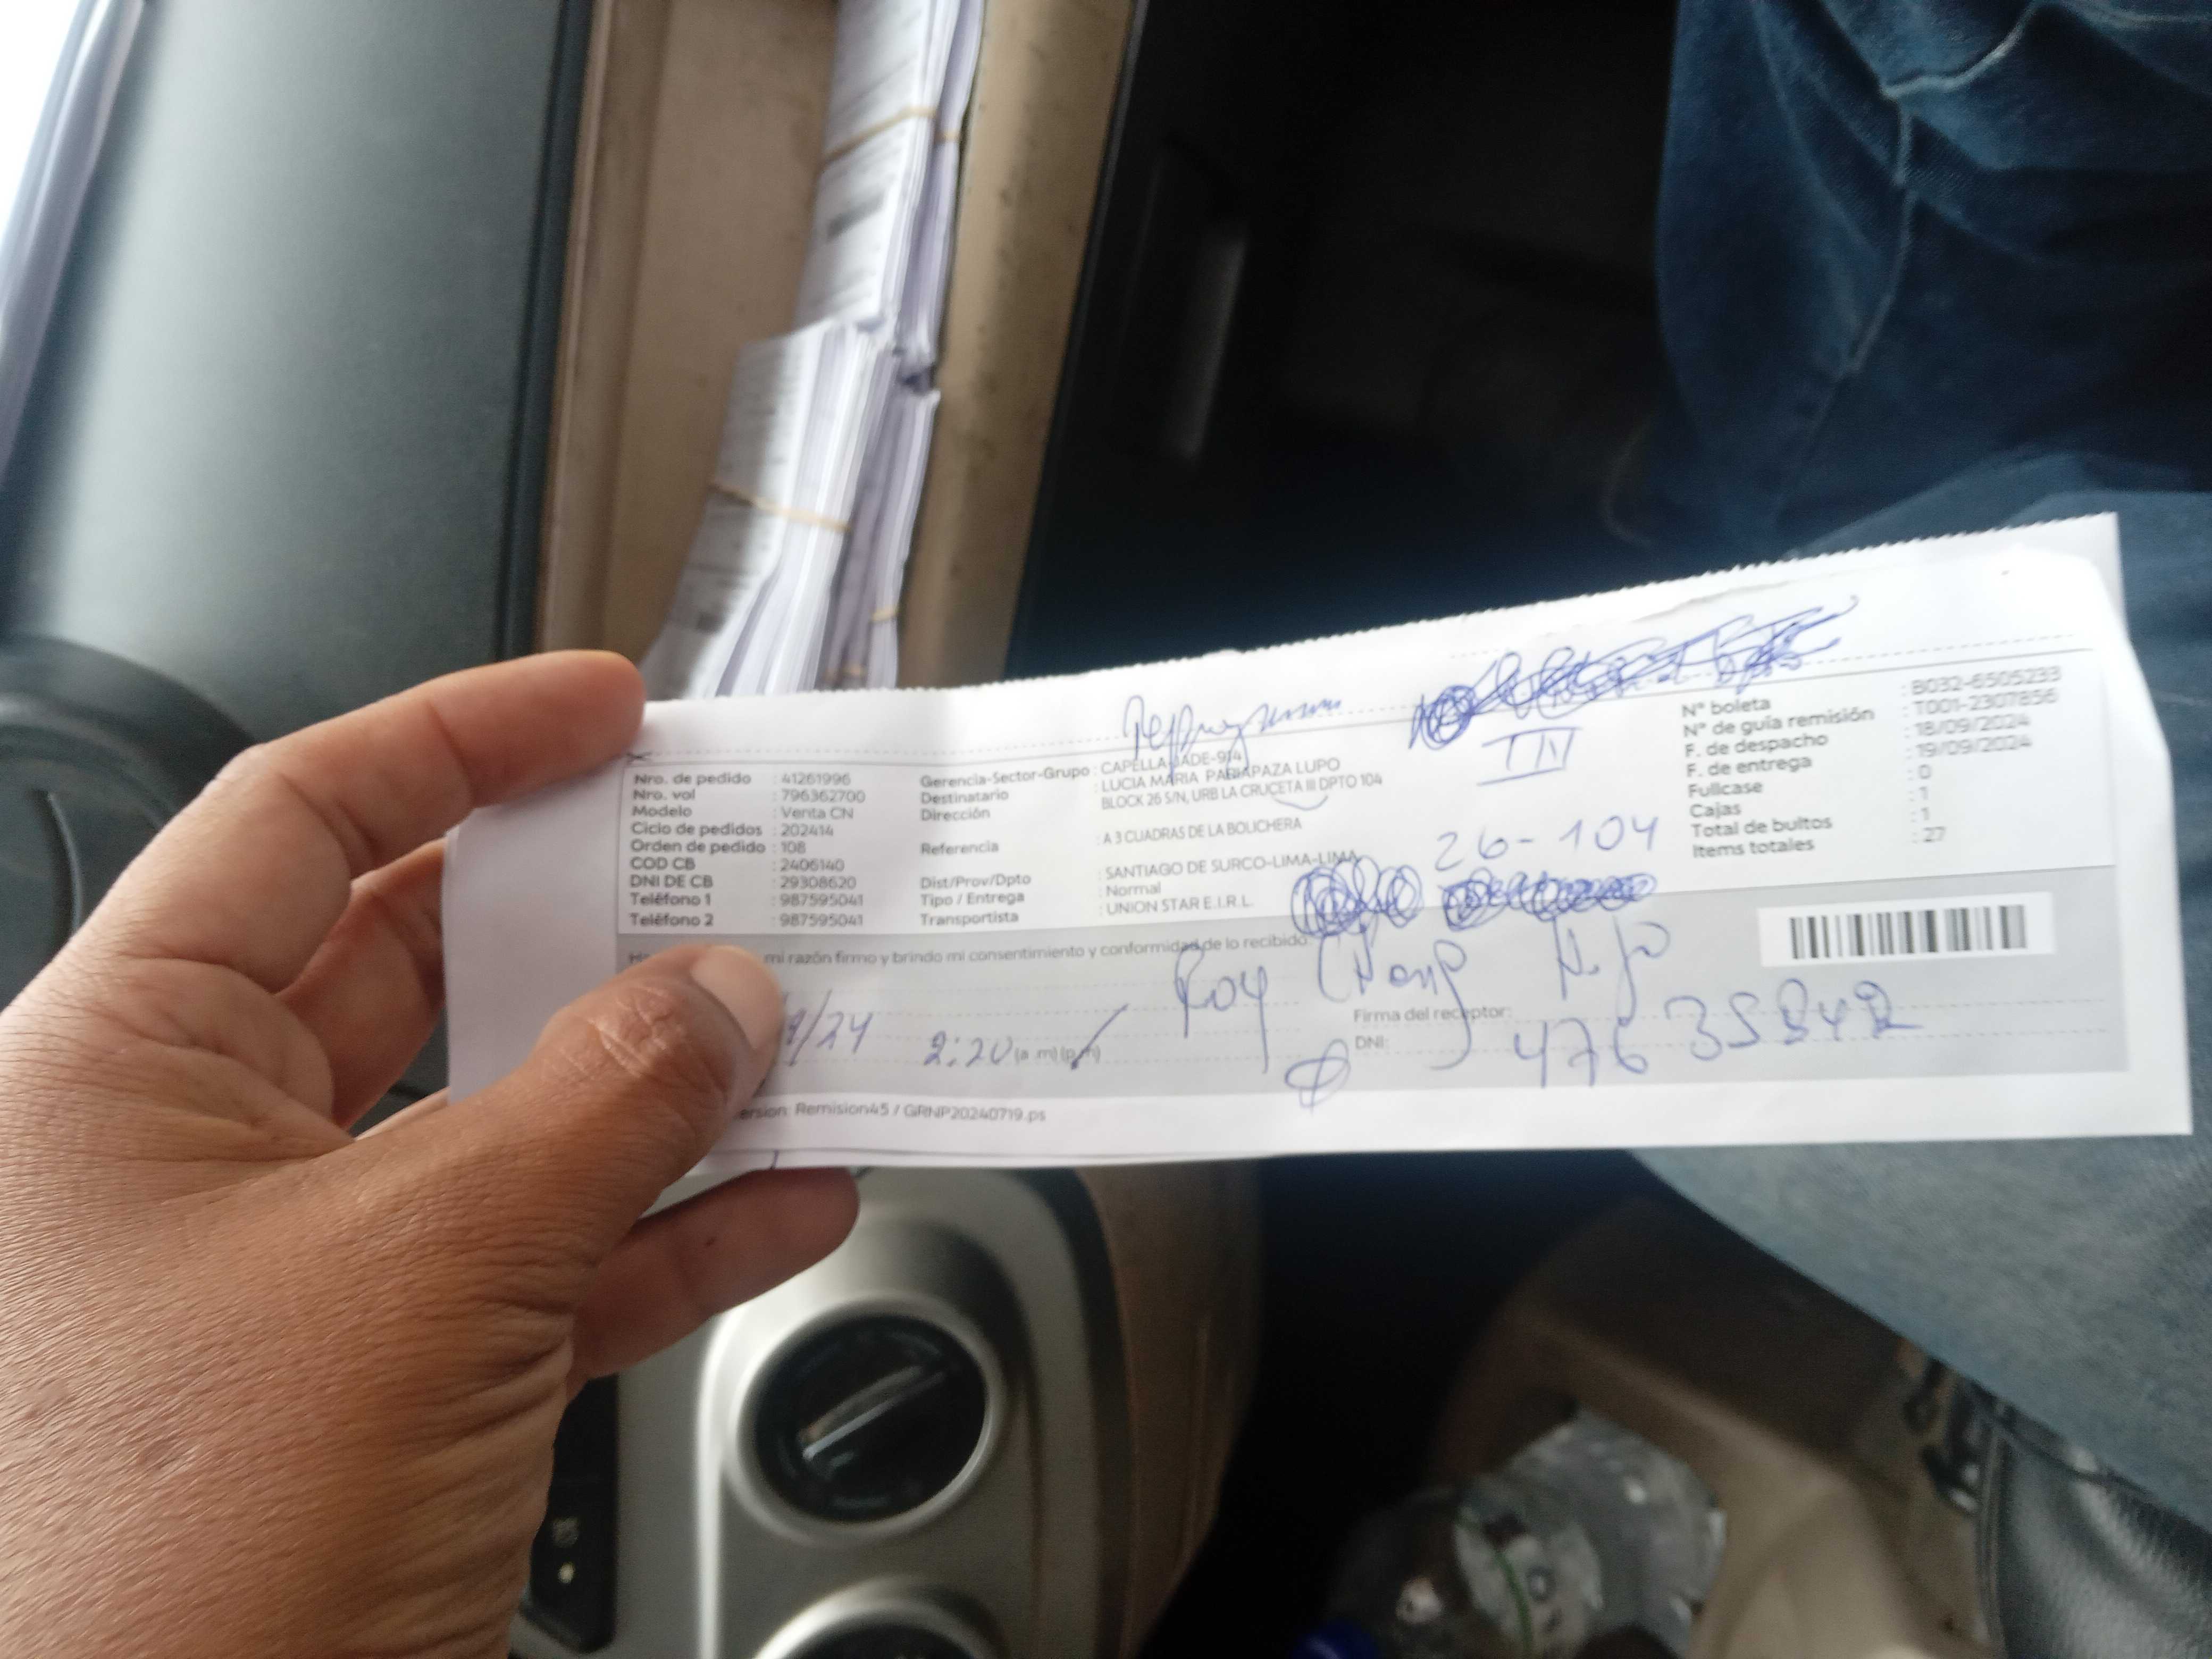 III
Nro. de pedido : 41261996
Nro. vol : 796362700
Modelo : Venta CN
Ciclo de pedidos : 202414
Orden de pedido : 108
COD CB : 2406140
DNI DE CB : 29308620
Teléfono 1 : 987595041
Teléfono 2 : 987595041
Gerencia-Sector-Grupo : CAPELLA-JADE-914
Destinatario : LUCIA MARIA PARIAPAZA LUPO
Dirección : BLOCK 26 S/N, URB LA CRUCETA III DPTO 104
Referencia : A 3 CUADRAS DE LA BOLICHERA
Dist/Prov/Dpto : SANTIAGO DE SURCO-LIMA-LIMA
Tipo / Entrega : Normal
Transportista : UNION STAR E.I.R.L.
26-104
N° boleta : B032-6505233
N° de guía remisión : T001-2307856
F. de despacho : 18/09/2024
F. de entrega : 19/09/2024
Fullcase : 0
Cajas : 1
Total de bultos : 1
Items totales : 27
mi razón firmo y brindo mi consentimiento y conformidad de lo recibido.
Roy
/24 2:20 (a m) (p m)
Firma del receptor:
DNI:
ersion: Remision45 / GRNP20240719.ps